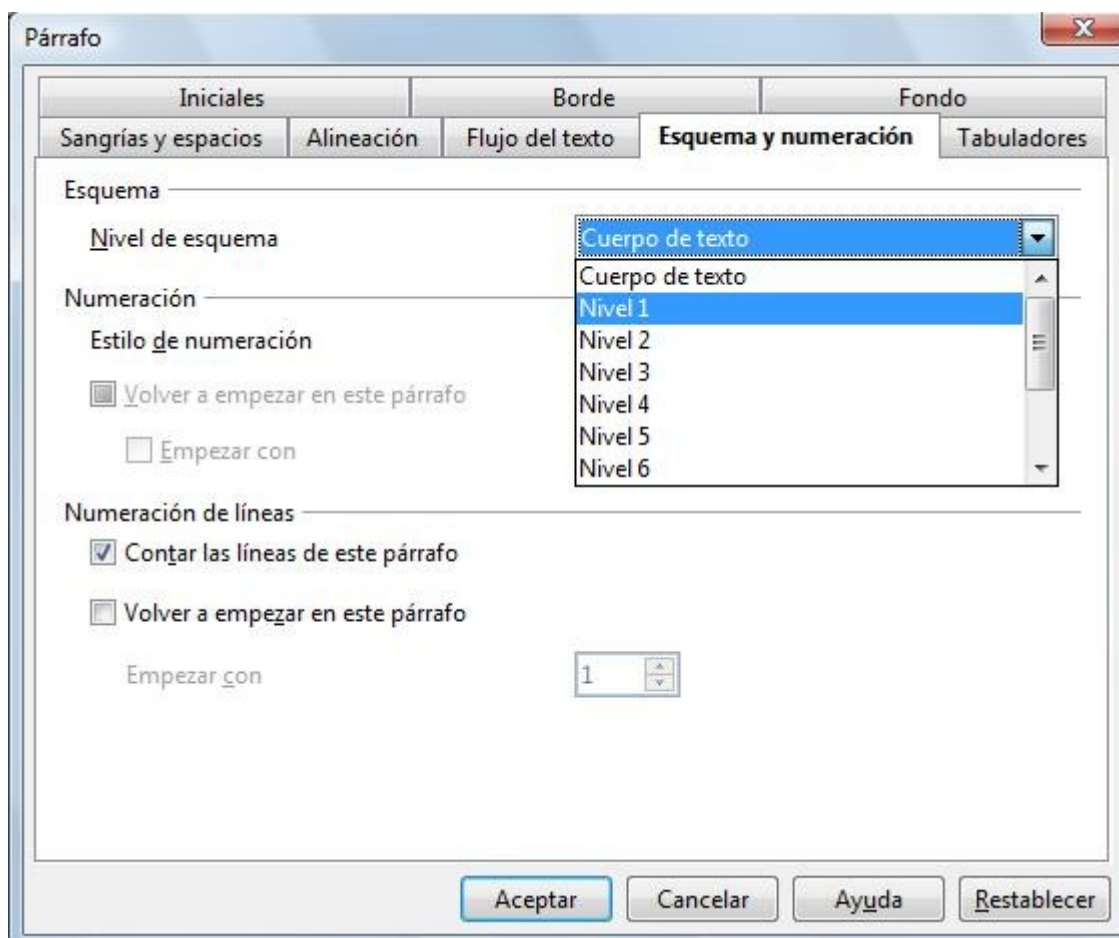 Párrafo
Iniciales Borde Fondo
Sangrías y espacios Alineación Flujo del texto Esquema y numeración Tabuladores
Esquema
Nivel de esquema Cuerpo de texto
Cuerpo de texto
Numeración Nivel 1
Estilo de numeración Nivel 2
Nivel 3
Volver a empezar en este párrafo Nivel 4
Nivel 5
Empezar con Nivel 6
Numeración de líneas
Contar las líneas de este párrafo
Volver a empezar en este párrafo
Empezar con 1
Aceptar Cancelar Ayuda Restablecer